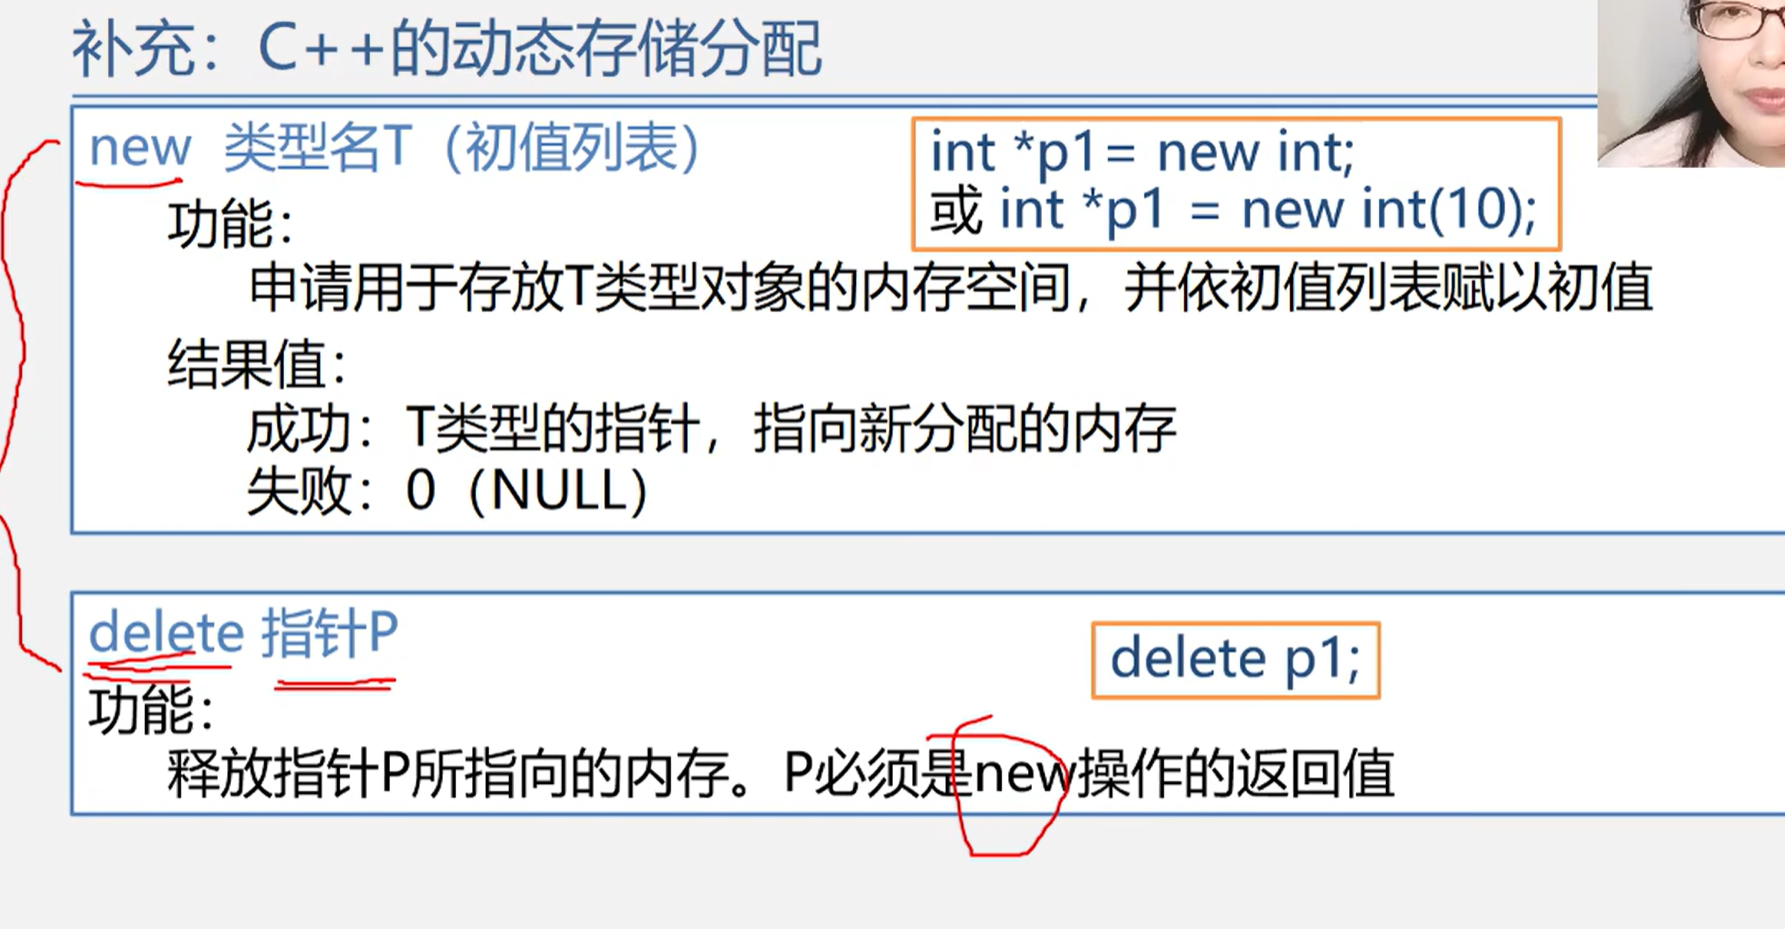 补充：C++的动态存储分配
new 类型名T（初值列表）
int *p1= new int;
或 int *p1 = new int(10);
功能：
申请用于存放T类型对象的内存空间，并依初值列表赋以初值
结果值：
成功：T类型的指针，指向新分配的内存
失败：0（NULL）
delete 指针P
delete p1;
功能：
释放指针P所指向的内存。P必须是new操作的返回值